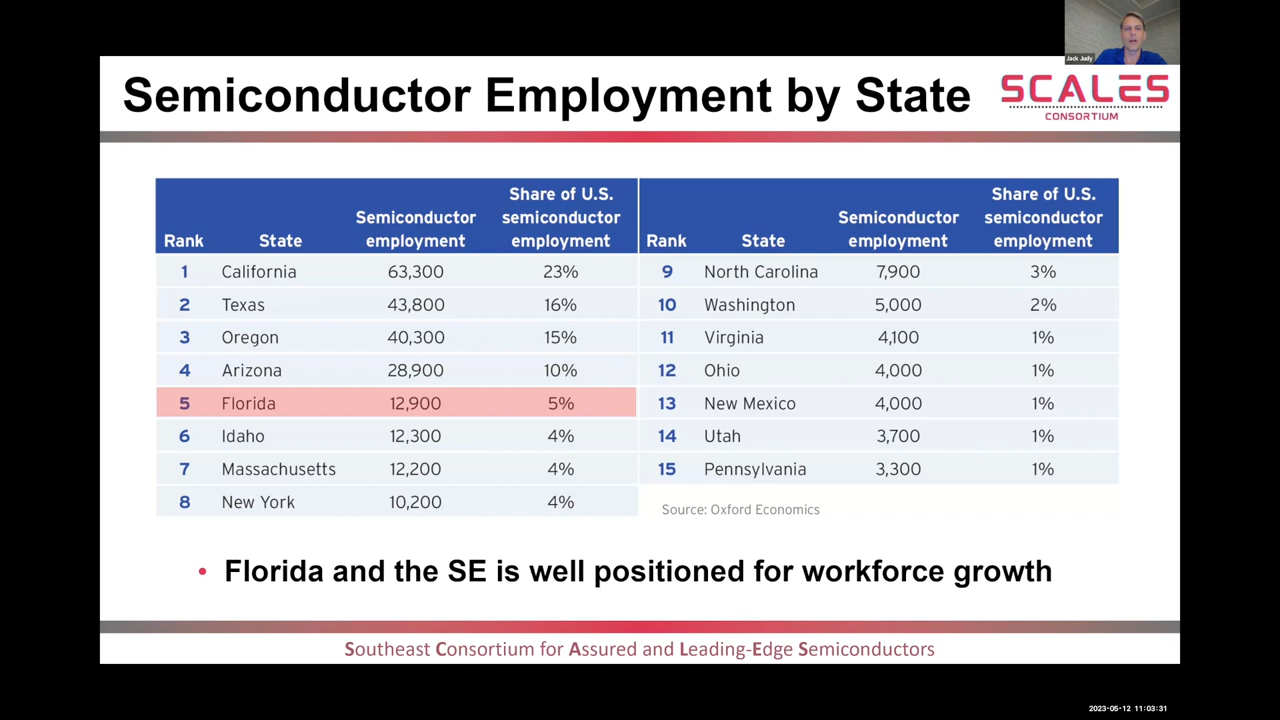 Jack Judy
Semiconductor Employment by State
SCALES
CONSORTIUM
Rank State Semiconductor employment Share of U.S. semiconductor employment
1 California 63,300 23%
2 Texas 43,800 16%
3 Oregon 40,300 15%
4 Arizona 28,900 10%
5 Florida 12,900 5%
6 Idaho 12,300 4%
7 Massachusetts 12,200 4%
8 New York 10,200 4%
Rank State Semiconductor employment Share of U.S. semiconductor employment
9 North Carolina 7,900 3%
10 Washington 5,000 2%
11 Virginia 4,100 1%
12 Ohio 4,000 1%
13 New Mexico 4,000 1%
14 Utah 3,700 1%
15 Pennsylvania 3,300 1%
Source: Oxford Economics
• Florida and the SE is well positioned for workforce growth
Southeast Consortium for Assured and Leading-Edge Semiconductors
2023-05-12 11:03:31